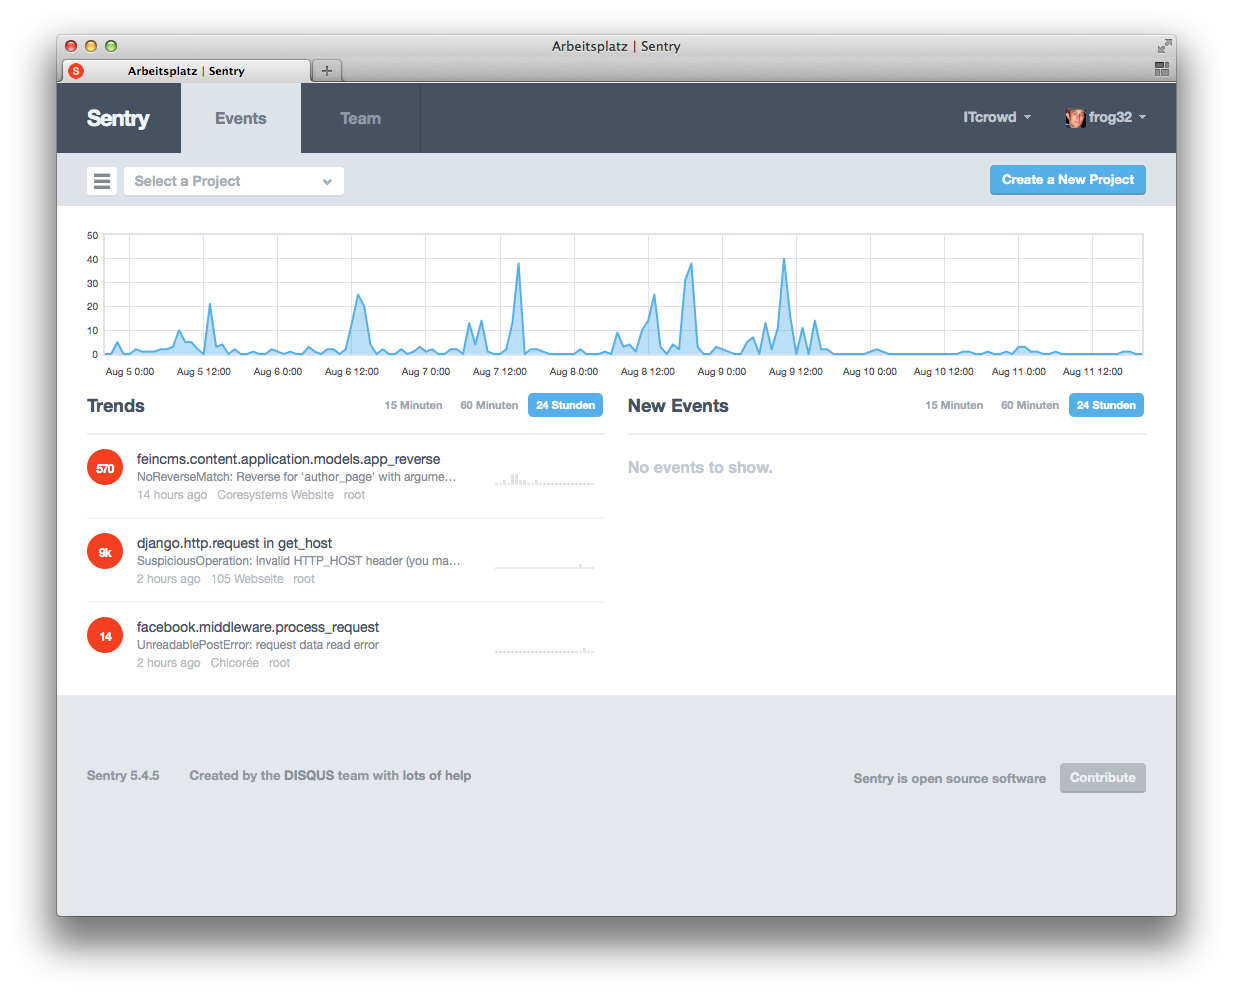 Arbeitsplatz | Sentry
S Arbeitsplatz | Sentry +
Sentry Events Team ITcrowd frog32
Select a Project Create a New Project
50
40
30
20
10
0
Aug 5 0:00 Aug 5 12:00 Aug 6 0:00 Aug 6 12:00 Aug 7 0:00 Aug 7 12:00 Aug 8 0:00 Aug 8 12:00 Aug 9 0:00 Aug 9 12:00 Aug 10 0:00 Aug 10 12:00 Aug 11 0:00 Aug 11 12:00
Trends 15 Minuten 60 Minuten 24 Stunden
570 feincms.content.application.models.app_reverse
NoReverseMatch: Reverse for 'author_page' with argume…
14 hours ago Coresystems Website root
9k django.http.request in get_host
SuspiciousOperation: Invalid HTTP_HOST header (you ma…
2 hours ago 105 Webseite root
14 facebook.middleware.process_request
UnreadablePostError: request data read error
2 hours ago Chicorée root
New Events 15 Minuten 60 Minuten 24 Stunden
No events to show.
Sentry 5.4.5 Created by the DISQUS team with lots of help
Sentry is open source software Contribute